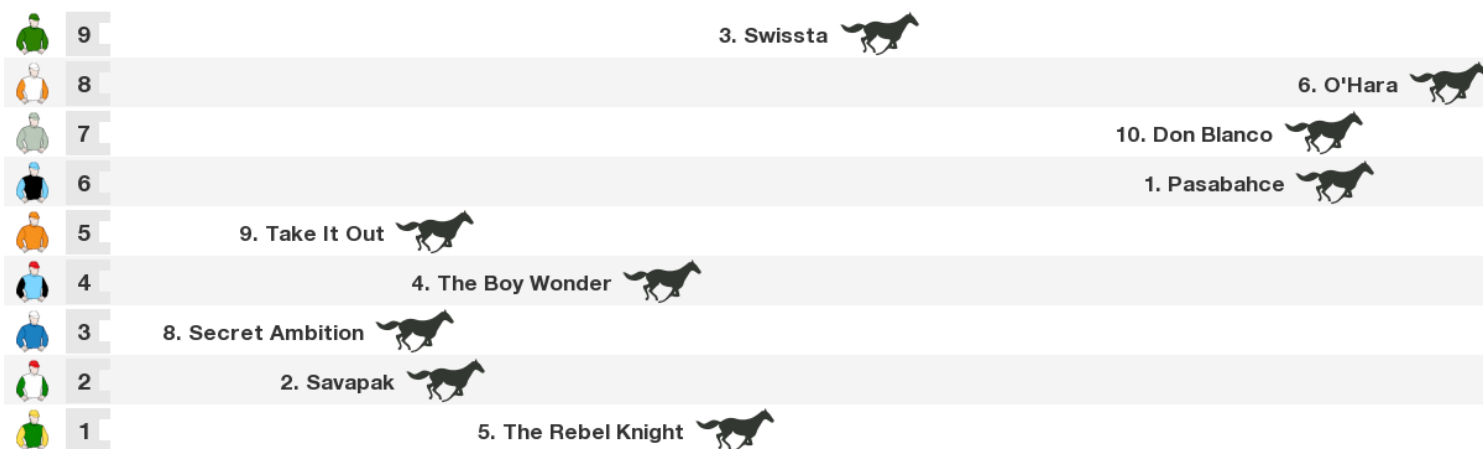 9 3. Swissta
8 6. O'Hara
7 10. Don Blanco
6 1. Pasabahce
5 9. Take It Out
4 4. The Boy Wonder
3 8. Secret Ambition
2 2. Savapak
1 5. The Rebel Knight